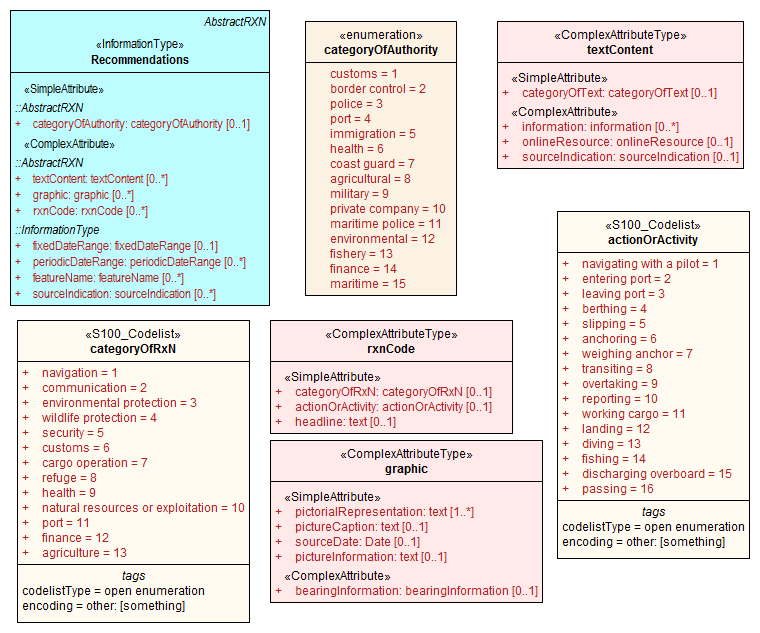 AbstractRXN
«InformationType»
Recommendations
«SimpleAttribute»
::AbstractRXN
+ categoryOfAuthority: categoryOfAuthority [0..1]
«ComplexAttribute»
::AbstractRXN
+ textContent: textContent [0..*]
+ graphic: graphic [0..*]
+ rxnCode: rxnCode [0..*]
::InformationType
+ fixedDateRange: fixedDateRange [0..1]
+ periodicDateRange: periodicDateRange [0..*]
+ featureName: featureName [0..*]
+ sourceIndication: sourceIndication [0..*]
«enumeration»
categoryOfAuthority
customs = 1
border control = 2
police = 3
port = 4
immigration = 5
health = 6
coast guard = 7
agricultural = 8
military = 9
private company = 10
maritime police = 11
environmental = 12
fishery = 13
finance = 14
maritime = 15
«ComplexAttributeType»
textContent
«SimpleAttribute»
+ categoryOfText: categoryOfText [0..1]
«ComplexAttribute»
+ information: information [0..*]
+ onlineResource: onlineResource [0..1]
+ sourceIndication: sourceIndication [0..1]
«S100_Codelist»
actionOrActivity
+ navigating with a pilot = 1
+ entering port = 2
+ leaving port = 3
+ berthing = 4
+ slipping = 5
+ anchoring = 6
+ weighing anchor = 7
+ transiting = 8
+ overtaking = 9
+ reporting = 10
+ working cargo = 11
+ landing = 12
+ diving = 13
+ fishing = 14
+ discharging overboard = 15
+ passing = 16
tags
codelistType = open enumeration
encoding = other: [something]
«S100_Codelist»
categoryOfRxN
+ navigation = 1
+ communication = 2
+ environmental protection = 3
+ wildlife protection = 4
+ security = 5
+ customs = 6
+ cargo operation = 7
+ refuge = 8
+ health = 9
+ natural resources or exploitation = 10
+ port = 11
+ finance = 12
+ agriculture = 13
tags
codelistType = open enumeration
encoding = other: [something]
«ComplexAttributeType»
rxnCode
«SimpleAttribute»
+ categoryOfRxN: categoryOfRxN [0..1]
+ actionOrActivity: actionOrActivity [0..1]
+ headline: text [0..1]
«ComplexAttributeType»
graphic
«SimpleAttribute»
+ pictorialRepresentation: text [1..*]
+ pictureCaption: text [0..1]
+ sourceDate: Date [0..1]
+ pictureInformation: text [0..1]
«ComplexAttribute»
+ bearingInformation: bearingInformation [0..1]